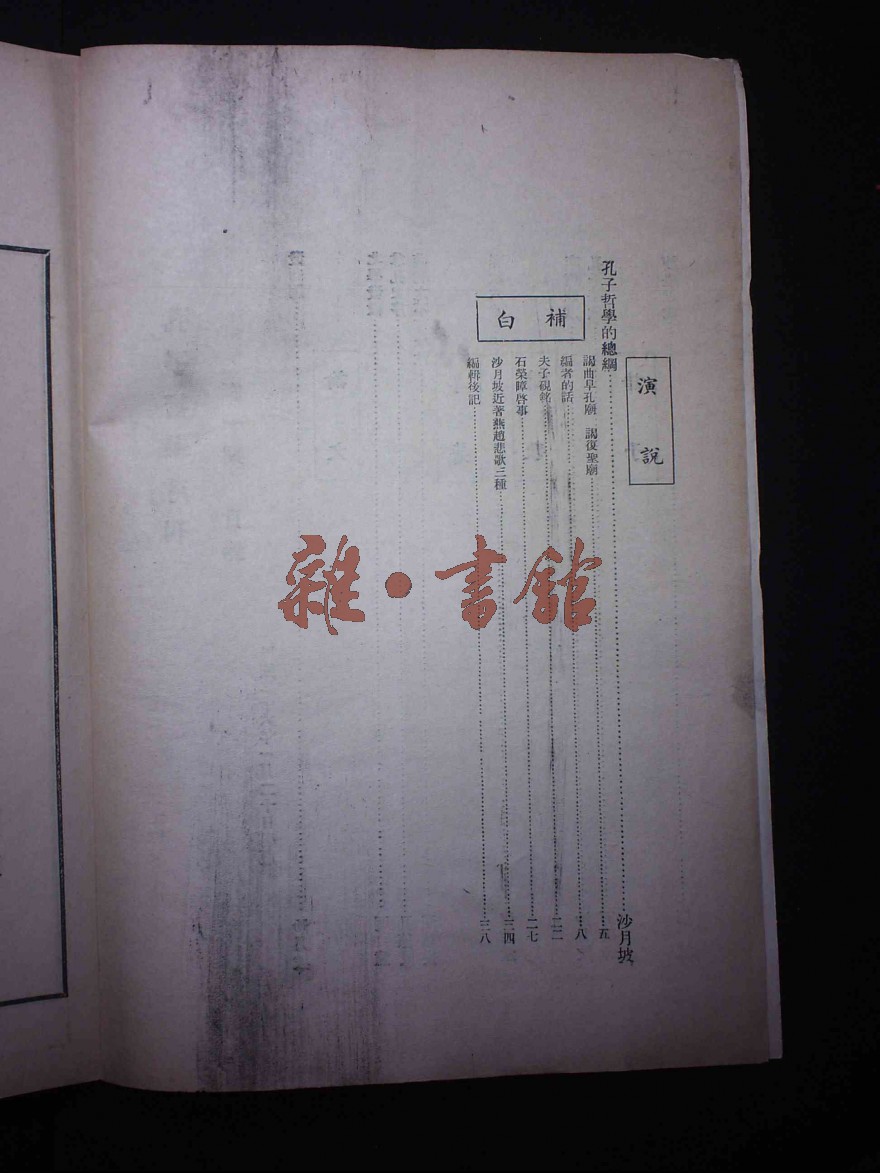 演說
孔子哲學的總綱……沙月坡
補白
謁曲阜孔廟 謁復聖廟……五
編者的話……八
夫子硯銘……二二
石榮暲啓事……二七
沙月坡近著燕趙悲歌三種……三四
編輯後記……三八
雜·書館